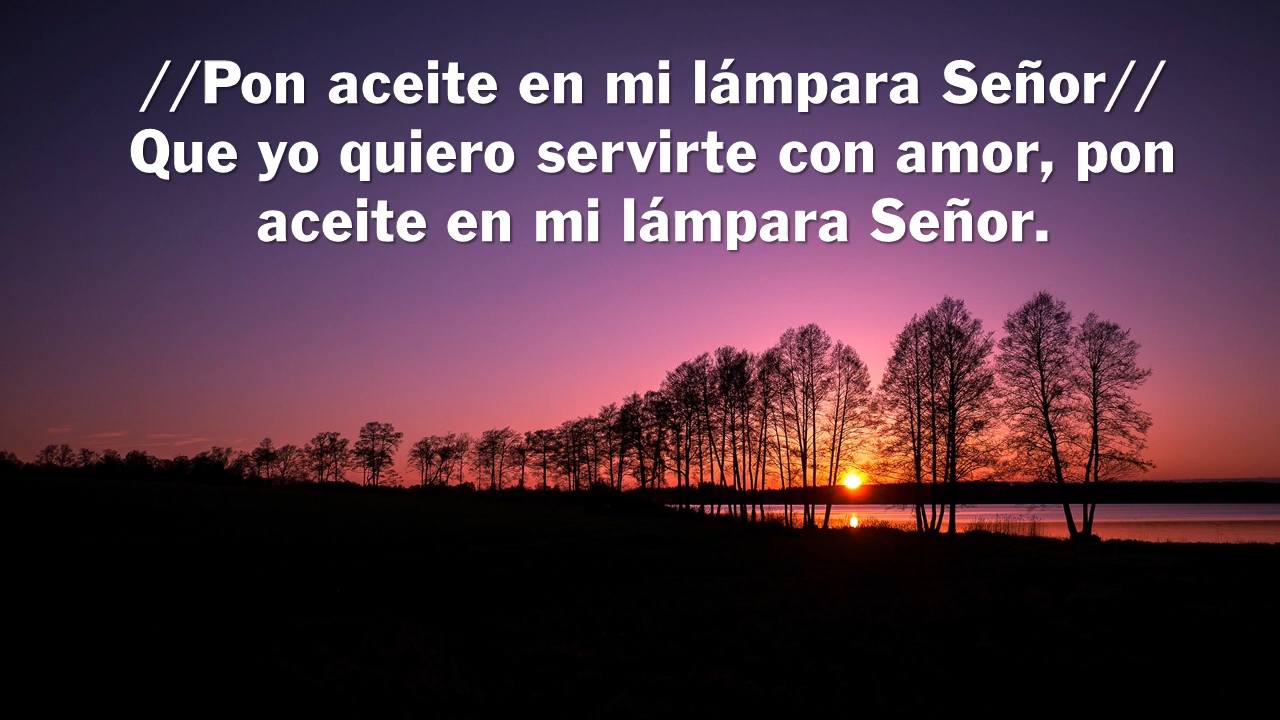 //Pon aceite en mi lámpara Señor//
Que yo quiero servirte con amor, pon
aceite en mi lámpara Señor.